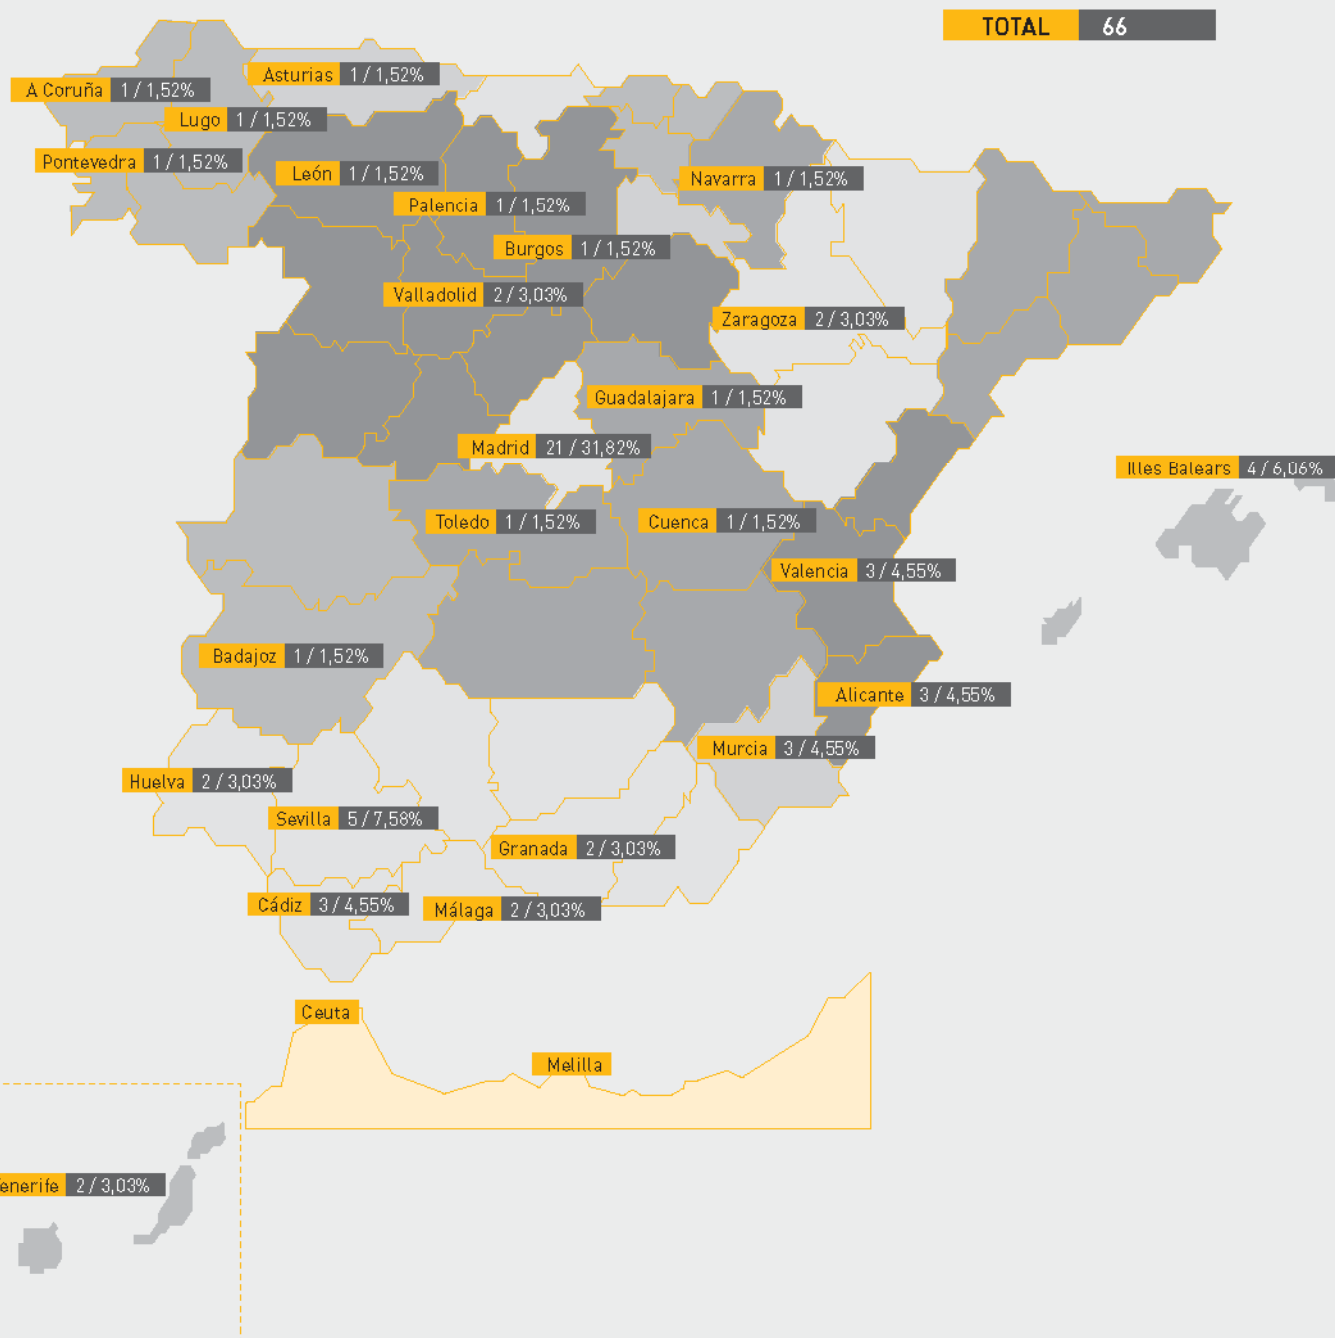 TOTAL 66
Asturias 1 / 1,52%
A Coruña 1 / 1,52%
Lugo 1 / 1,52%
Pontevedra 1 / 1,52%
León 1 / 1,52%
Navarra 1 / 1,52%
Palencia 1 / 1,52%
Burgos 1 / 1,52%
Valladolid 2 / 3,03%
Zaragoza 2 / 3,03%
Guadalajara 1 / 1,52%
Madrid 21 / 31,82%
Illes Balears 4 / 6,06%
Toledo 1 / 1,52%
Cuenca 1 / 1,52%
Valencia 3 / 4,55%
Badajoz 1 / 1,52%
Alicante 3 / 4,55%
Murcia 3 / 4,55%
Huelva 2 / 3,03%
Sevilla 5 / 7,58%
Granada 2 / 3,03%
Cádiz 3 / 4,55%
Málaga 2 / 3,03%
Ceuta
Melilla
enerife 2 / 3,03%